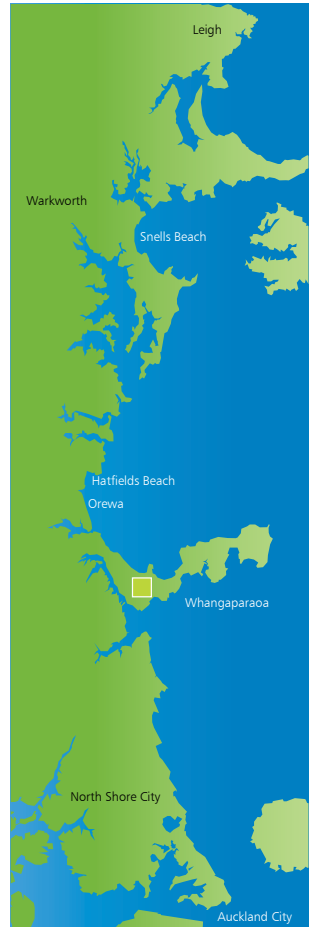 Leigh
Warkworth
Snells Beach
Hatfields Beach
Orewa
Whangaparaoa
North Shore City
Auckland City